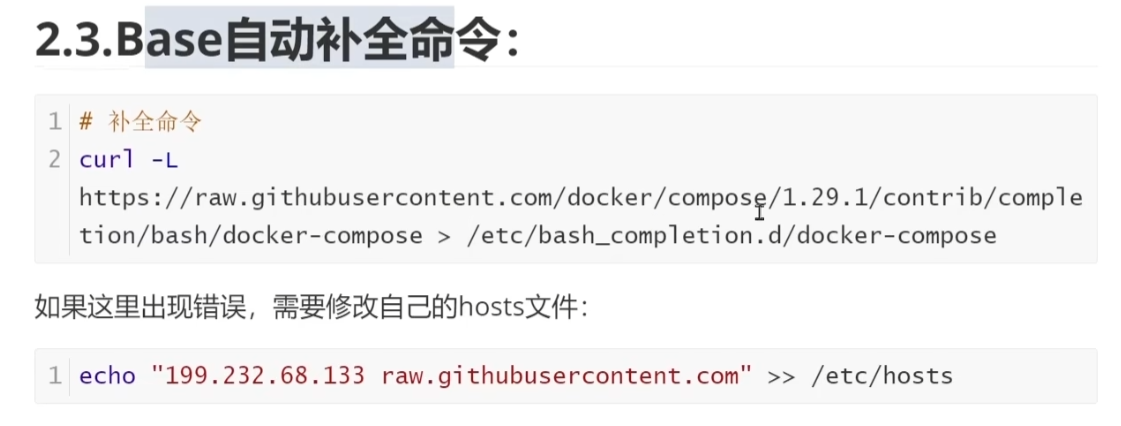 2.3.Base自动补全命令：
1 # 补全命令
2 curl -L
https://raw.githubusercontent.com/docker/compose/1.29.1/contrib/comple
tion/bash/docker-compose > /etc/bash_completion.d/docker-compose
如果这里出现错误，需要修改自己的hosts文件：
1 echo "199.232.68.133 raw.githubusercontent.com" >> /etc/hosts